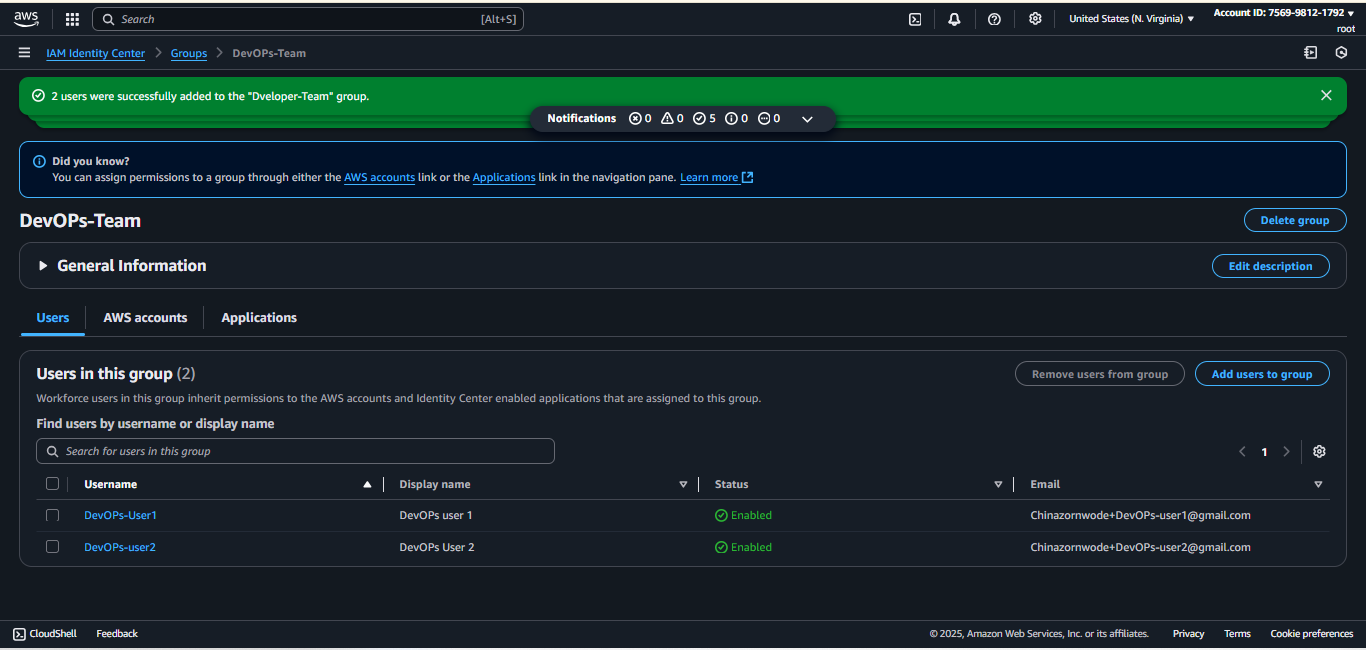 aws
Search [Alt+S]
United States (N. Virginia)
Account ID: 7569-9812-1792
root
IAM Identity Center
Groups
DevOPs-Team
2 users were successfully added to the "Dveloper-Team" group.
Notifications 0 0 5 0 0
Did you know?
You can assign permissions to a group through either the AWS accounts link or the Applications link in the navigation pane. Learn more
DevOPs-Team
Delete group
General Information
Edit description
Users
AWS accounts
Applications
Users in this group (2)
Remove users from group
Add users to group
Workforce users in this group inherit permissions to the AWS accounts and Identity Center enabled applications that are assigned to this group.
Find users by username or display name
Search for users in this group
1
Username Display name Status Email
DevOPs-User1 DevOPs user 1 Enabled Chinazornwode+DevOPs-user1@gmail.com
DevOPs-user2 DevOPs User 2 Enabled Chinazornwode+DevOPs-user2@gmail.com
CloudShell Feedback © 2025, Amazon Web Services, Inc. or its affiliates. Privacy Terms Cookie preferences